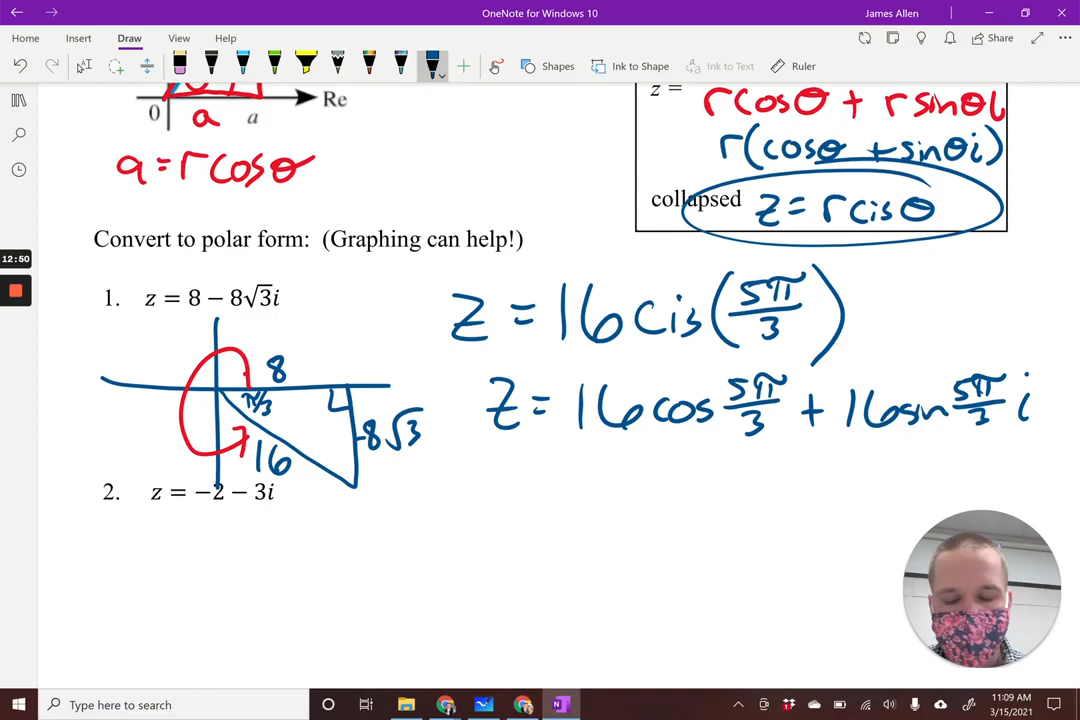 OneNote for Windows 10
James Allen
Home Insert Draw View Help
Share
Shapes Ink to Shape Ink to Text Ruler
0 a a Re
a = r cos θ
z = r cos θ + r sin θ i
r(cos θ + sin θ i)
collapsed z = r cis θ
12:50
Convert to polar form: (Graphing can help!)
1. z = 8 − 8√3i
z = 16 cis(5π/3)
8
π/3
-8√3
16
z = 16 cos 5π/3 + 16 sin 5π/3 i
2. z = −2 − 3i
Type here to search
11:09 AM
3/15/2021